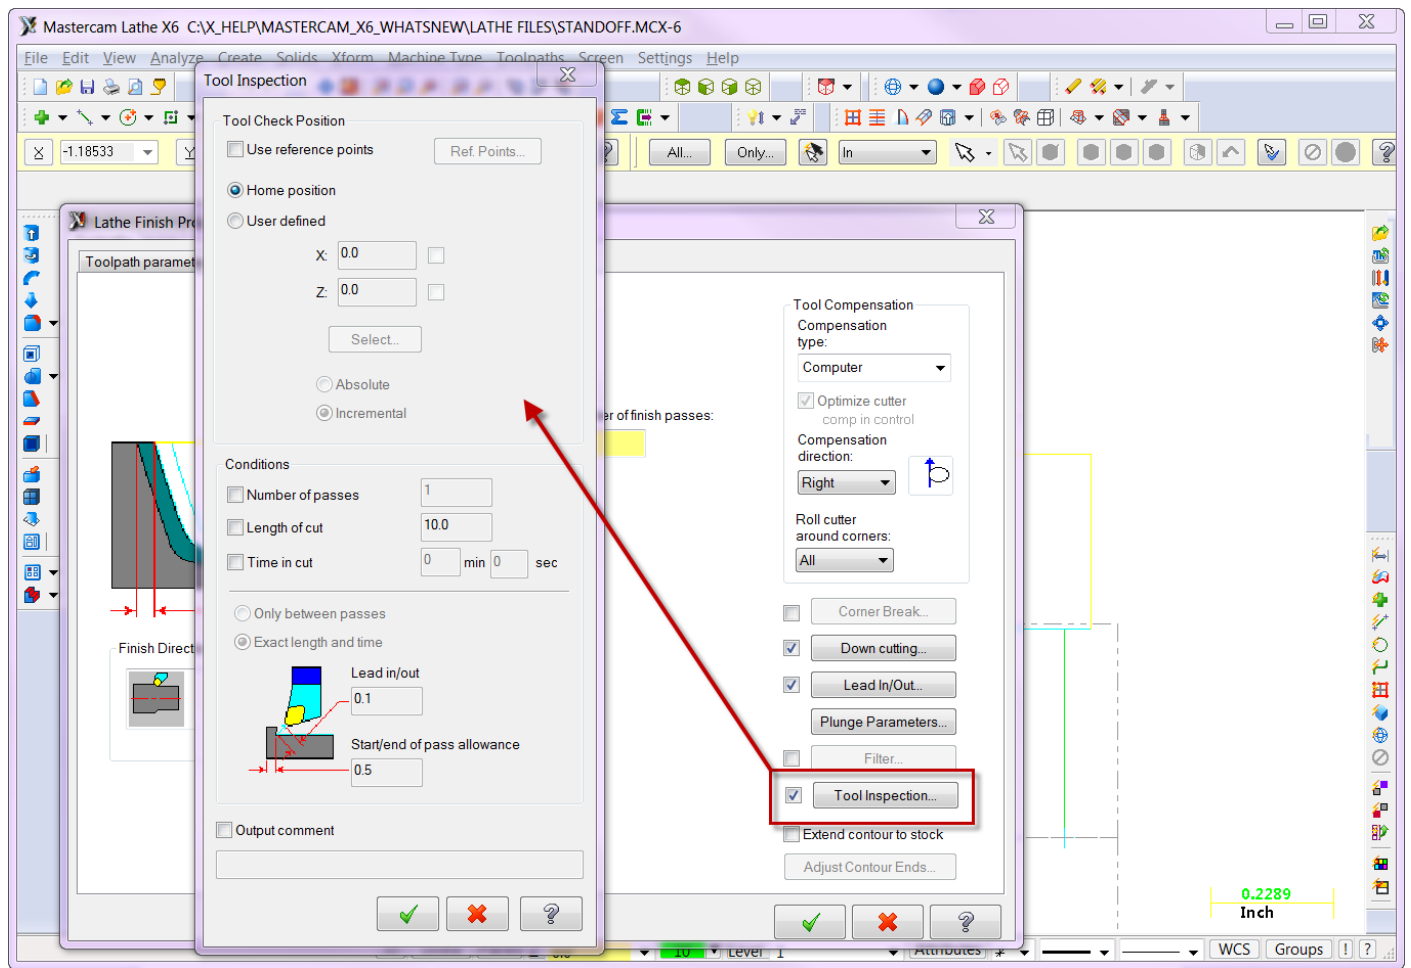 Mastercam Lathe X6 C:\X_HELP\MASTERCAM_X6_WHATSNEW\LATHE FILES\STANDOFF.MCX-6
File Edit View Analyze Create Solids Xform Machine Type Toolpaths Screen Settings Help
X -1.18533 Y
All... Only... In
Tool Inspection
Tool Check Position
Use reference points
Ref. Points...
Home position
User defined
X: 0.0
Z: 0.0
Select...
Absolute
Incremental
Conditions
Number of passes 1
Length of cut 10.0
Time in cut 0 min 0 sec
Only between passes
Exact length and time
Lead in/out
0.1
Start/end of pass allowance
0.5
Output comment
Lathe Finish Pro
Toolpath paramet
er of finish passes:
Finish Direct
Tool Compensation
Compensation
type:
Computer
Optimize cutter
comp in control
Compensation
direction:
Right
Roll cutter
around corners:
All
Corner Break...
Down cutting...
Lead In/Out...
Plunge Parameters...
Filter...
Tool Inspection...
Extend contour to stock
Adjust Contour Ends...
0.2289
Inch
10 Level 1 Attributes * WCS Groups ! ?